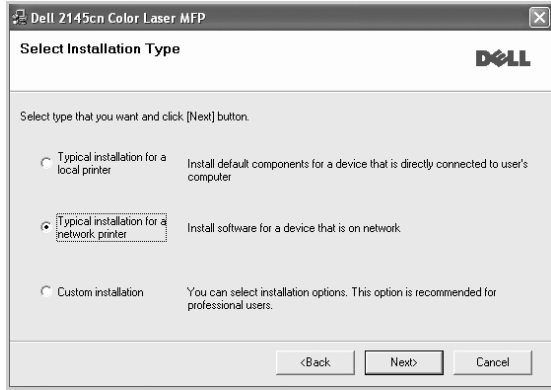 Dell 2145cn Color Laser MFP
Select Installation Type
DELL
Select type that you want and click [Next] button.
Typical installation for a
local printer
Install default components for a device that is directly connected to user's
computer
Typical installation for a
network printer
Install software for a device that is on network
Custom installation
You can select installation options. This option is recommended for
professional users.
<Back
Next>
Cancel